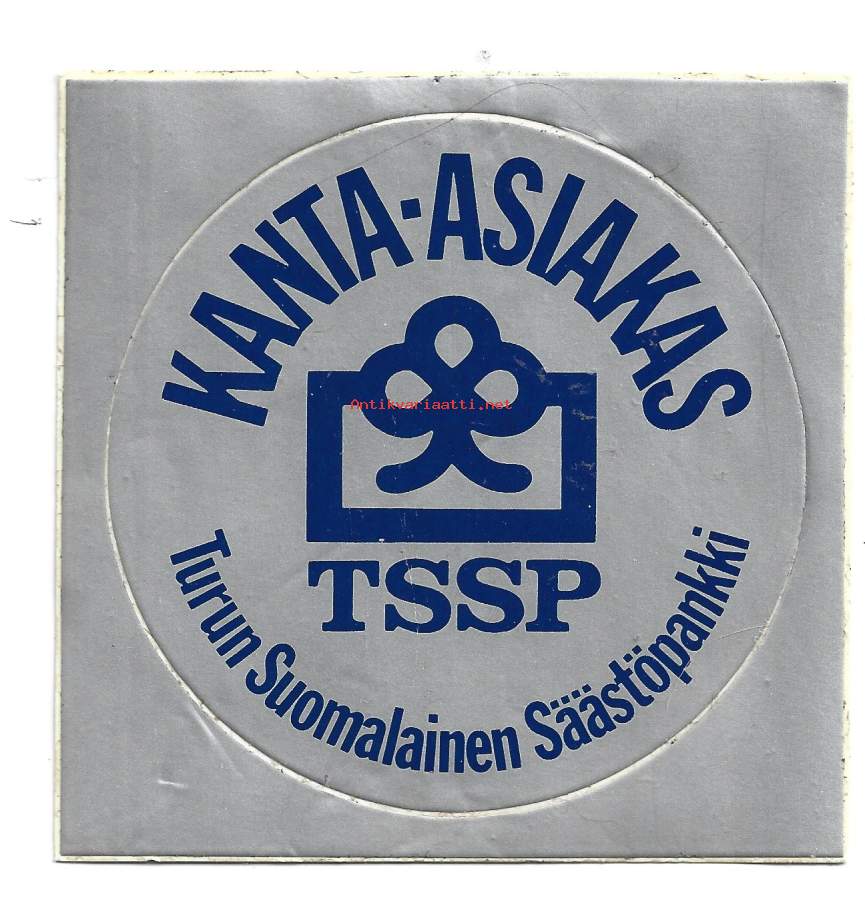 KANTA-ASIAKAS
Antikvariaatti.net
TSSP
Turun Suomalainen Säästöpankki